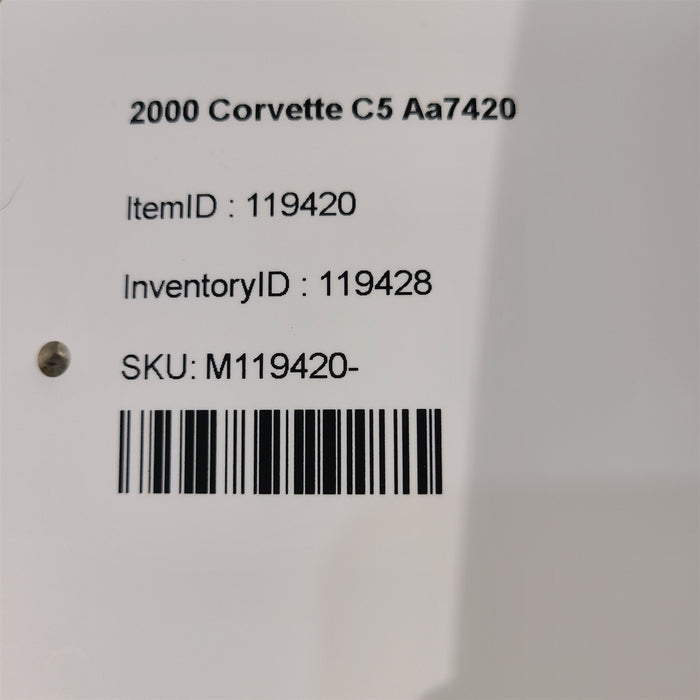 2000 Corvette C5 Aa7420
ItemID : 119420
InventoryID : 119428
SKU: M119420-